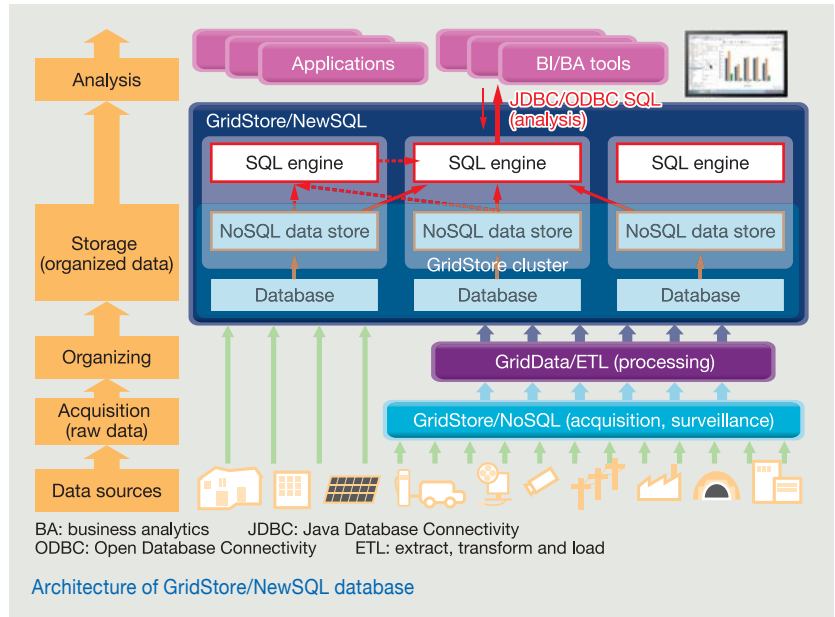 Analysis
Storage
(organized data)
Organizing
Acquisition
(raw data)
Data sources
Applications
BI/BA tools
JDBC/ODBC SQL
(analysis)
GridStore/NewSQL
SQL engine
SQL engine
SQL engine
NoSQL data store
NoSQL data store
NoSQL data store
GridStore cluster
Database
Database
Database
GridData/ETL (processing)
GridStore/NoSQL (acquisition, surveillance)
BA: business analytics JDBC: Java Database Connectivity
ODBC: Open Database Connectivity ETL: extract, transform and load
Architecture of GridStore/NewSQL database